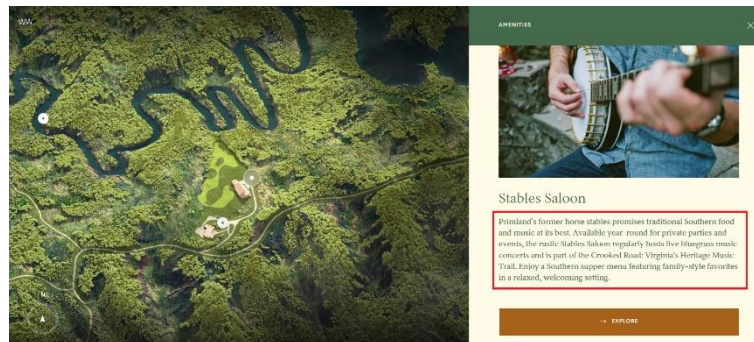 AMENITIES
Stables Saloon
Primland's former horse stables promises traditional Southern food
and music at its best. Available year-round for private parties and
events, the rustic Stables Saloon regularly hosts live bluegrass music
concerts and is part of the Crooked Road: Virginia's Heritage Music
Trail. Enjoy a Southern supper menu featuring family-style favorites
in a relaxed, welcoming setting.
→ EXPLORE